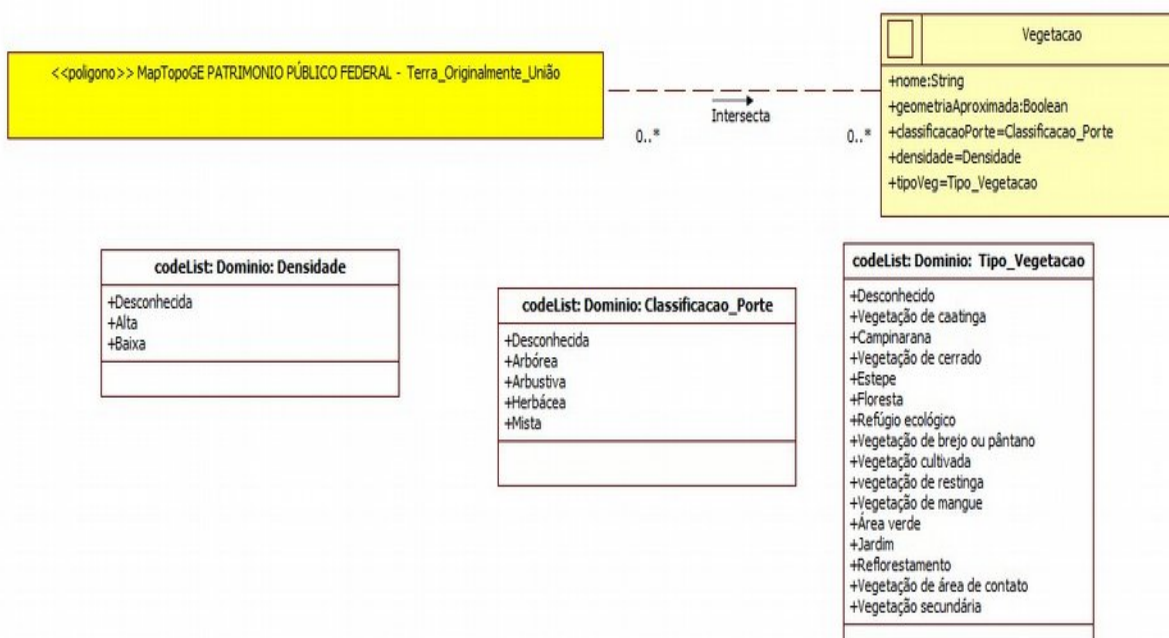 <<poligono>> MapTopoGE PATRIMONIO PÚBLICO FEDERAL - Terra_Originalmente_União
Intersecta
0..*
0..*
Vegetacao
+nome:String
+geometriaAproximada:Boolean
+classificacaoPorte=Classificacao_Porte
+densidade=Densidade
+tipoVeg=Tipo_Vegetacao
codeList: Dominio: Densidade
+Desconhecida
+Alta
+Baixa
codeList: Dominio: Classificacao_Porte
+Desconhecida
+Arbórea
+Arbustiva
+Herbácea
+Mista
codeList: Dominio: Tipo_Vegetacao
+Desconhecido
+Vegetação de caatinga
+Campinarana
+Vegetação de cerrado
+Estepe
+Floresta
+Refúgio ecológico
+Vegetação de brejo ou pântano
+Vegetação cultivada
+vegetação de restinga
+Vegetação de mangue
+Área verde
+Jardim
+Reflorestamento
+Vegetação de área de contato
+Vegetação secundária